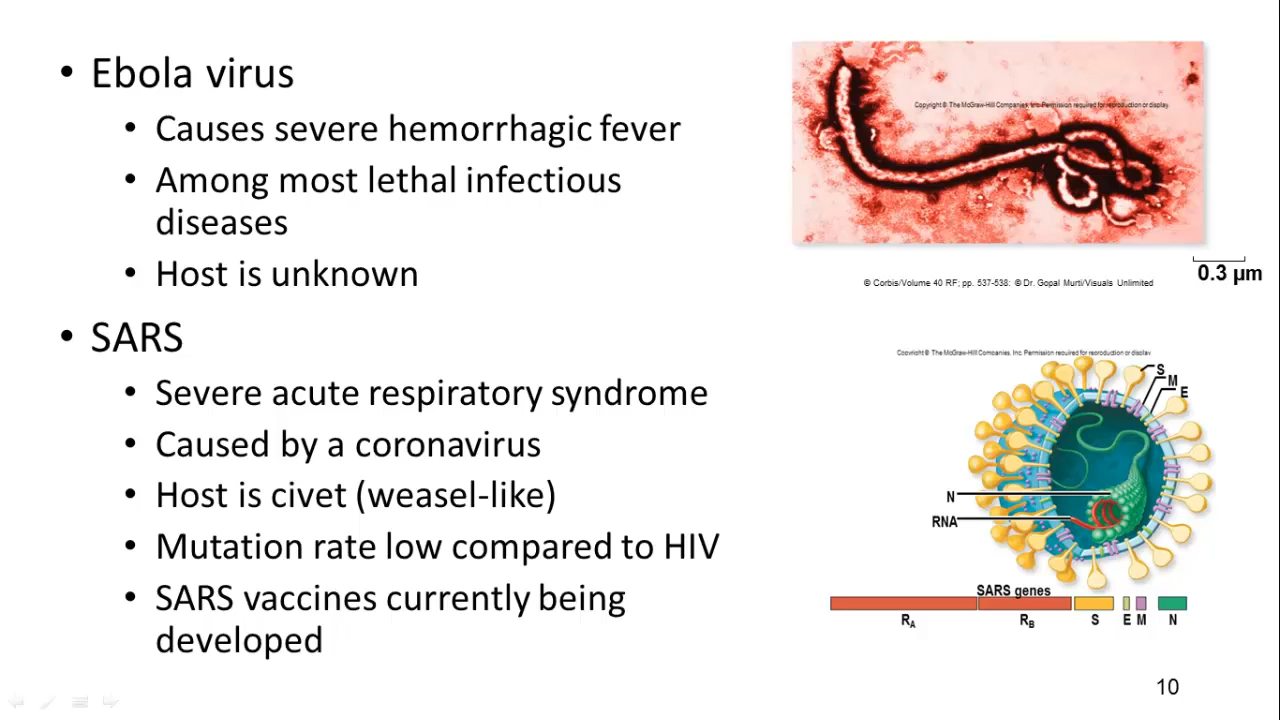 • Ebola virus
• Causes severe hemorrhagic fever
• Among most lethal infectious
diseases
• Host is unknown
• SARS
• Severe acute respiratory syndrome
• Caused by a coronavirus
• Host is civet (weasel-like)
• Mutation rate low compared to HIV
• SARS vaccines currently being
developed
Copyright © The McGraw-Hill Companies, Inc. Permission required for reproduction or display
0.3 µm
© Corbis/Volume 40 RF; pp. 537-538: © Dr. Gopal Murti/Visuals Unlimited
Copyright © The McGraw-Hill Companies, Inc. Permission required for reproduction or display
S
M
E
N
RNA
SARS genes
RA RB S E M N
10